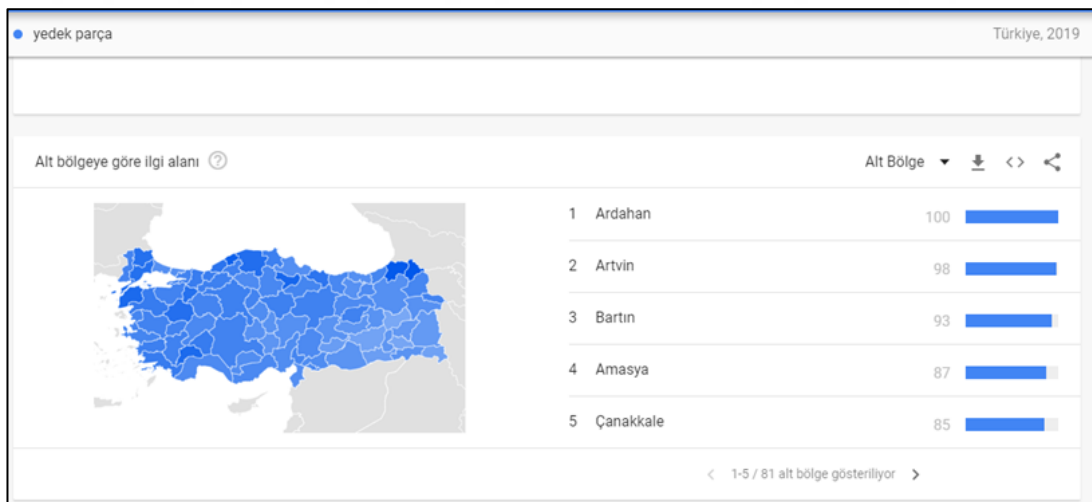 yedek parça Türkiye, 2019
Alt bölgeye göre ilgi alanı ? Alt Bölge
1 Ardahan 100
2 Artvin 98
3 Bartın 93
4 Amasya 87
5 Çanakkale 85
1-5 / 81 alt bölge gösteriliyor